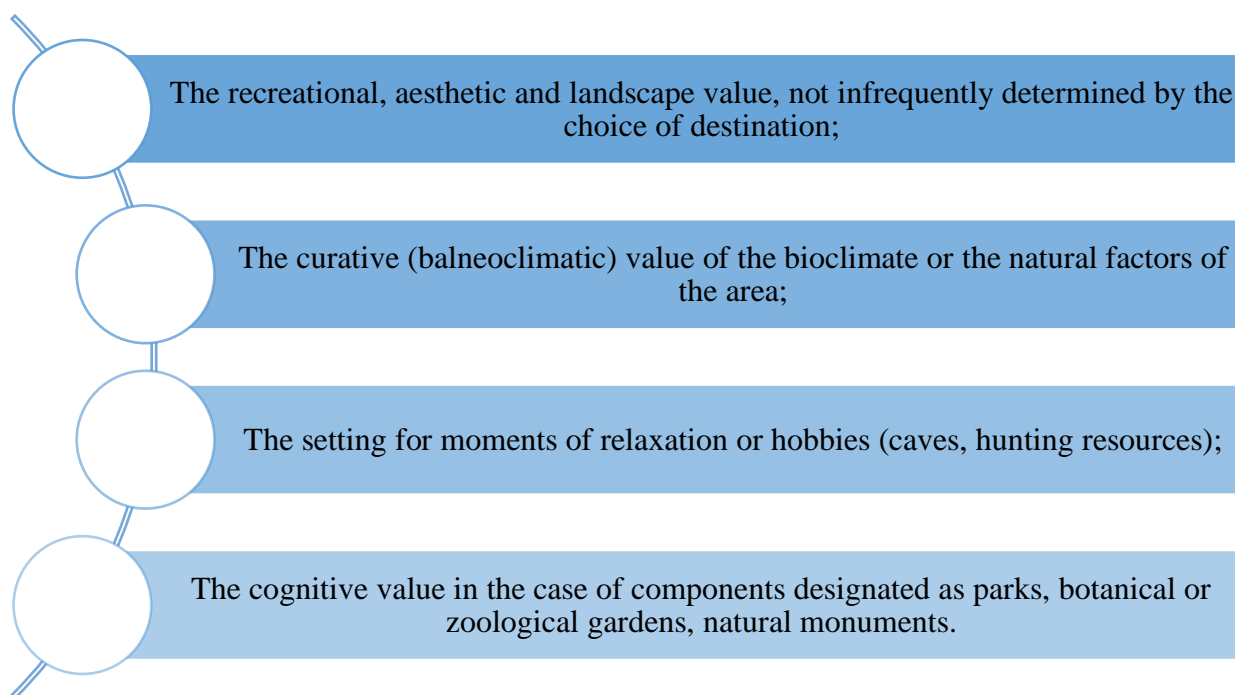 The recreational, aesthetic and landscape value, not infrequently determined by the
choice of destination;
The curative (balneoclimatic) value of the bioclimate or the natural factors of
the area;
The setting for moments of relaxation or hobbies (caves, hunting resources);
The cognitive value in the case of components designated as parks, botanical or
zoological gardens, natural monuments.